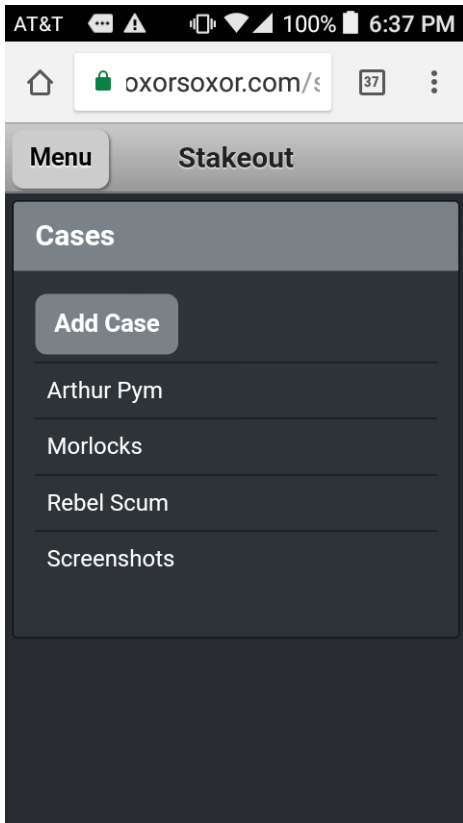 AT&T 100% 6:37 PM
oxorsoxor.com/s 37
Menu Stakeout
Cases
Add Case
Arthur Pym
Morlocks
Rebel Scum
Screenshots